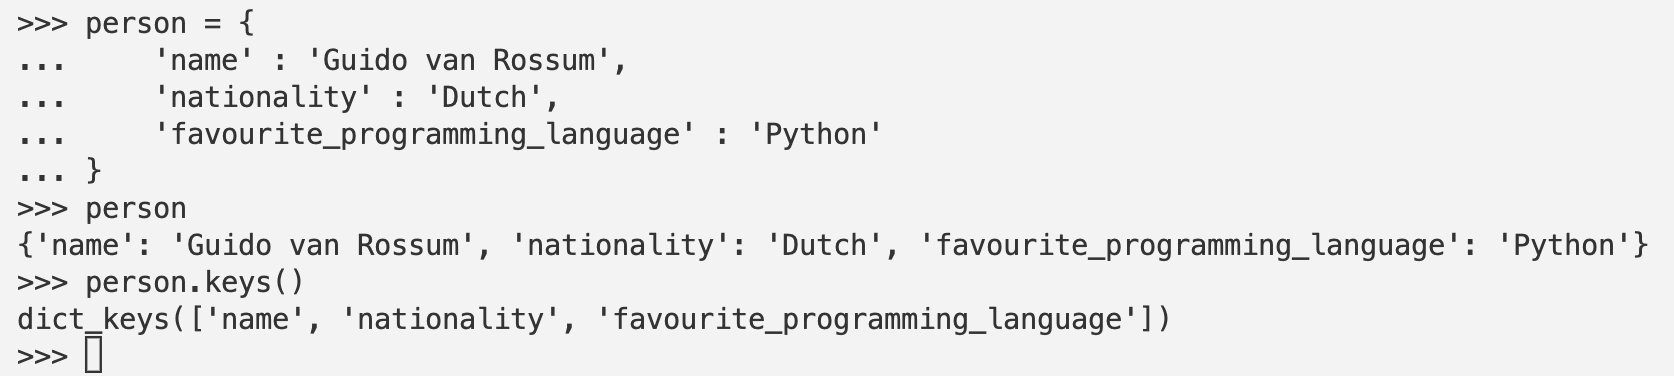 >>> person = {
...     'name' : 'Guido van Rossum',
...     'nationality' : 'Dutch',
...     'favourite_programming_language' : 'Python'
... }
>>> person
{'name': 'Guido van Rossum', 'nationality': 'Dutch', 'favourite_programming_language': 'Python'}
>>> person.keys()
dict_keys(['name', 'nationality', 'favourite_programming_language'])
>>>